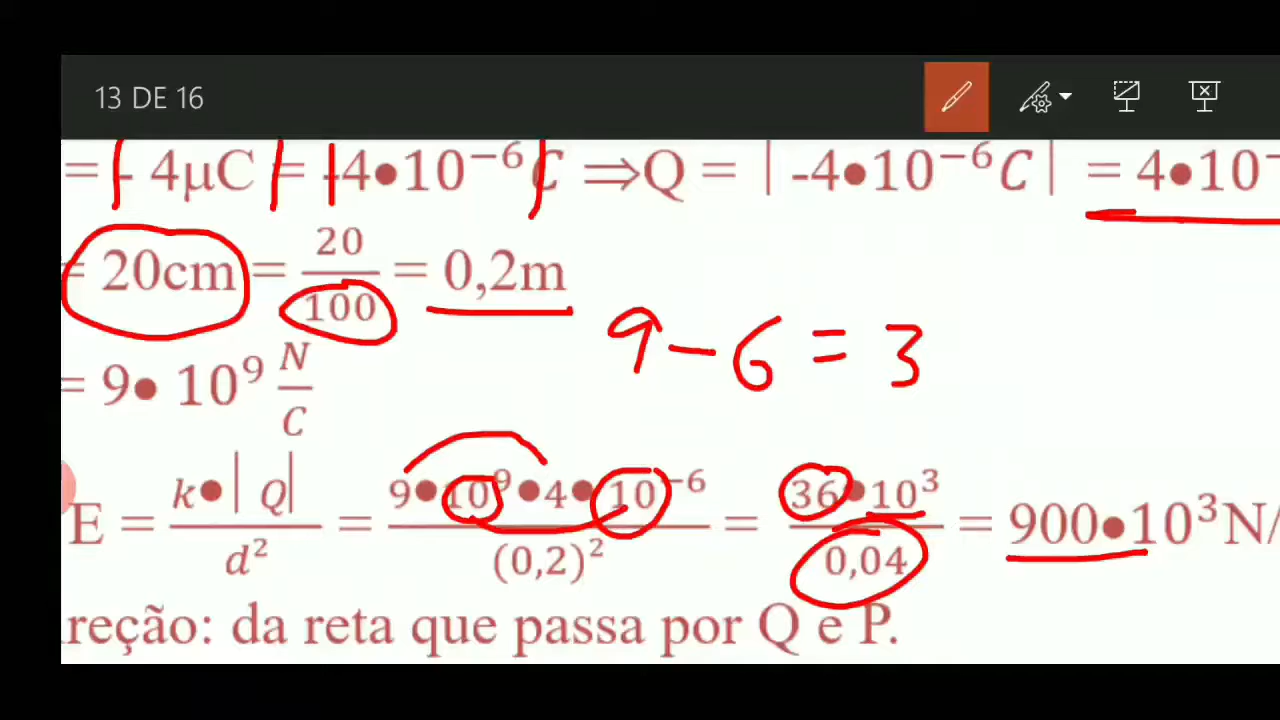 13 DE 16
= - 4μC = -4•10⁻⁶C ⇒Q = | -4•10⁻⁶C | = 4•10⁻
= 20cm = 20/100 = 0,2m
9 - 6 = 3
= 9• 10⁹ N/C
E = k•|Q|/d² = 9•10⁹•4•10⁻⁶/(0,2)² = 36•10³/0,04 = 900•10³N/
reção: da reta que passa por Q e P.